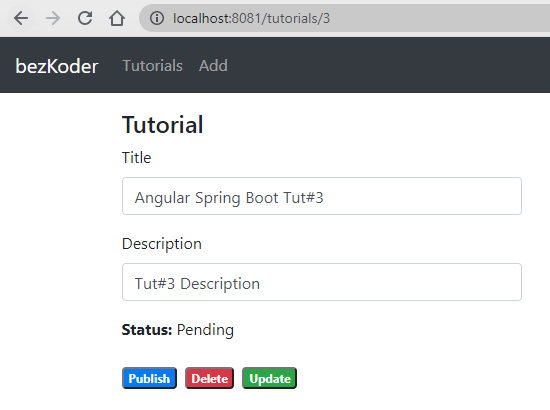 localhost:8081/tutorials/3
bezKoder Tutorials Add
Tutorial
Title
Angular Spring Boot Tut#3
Description
Tut#3 Description
Status: Pending
Publish Delete Update